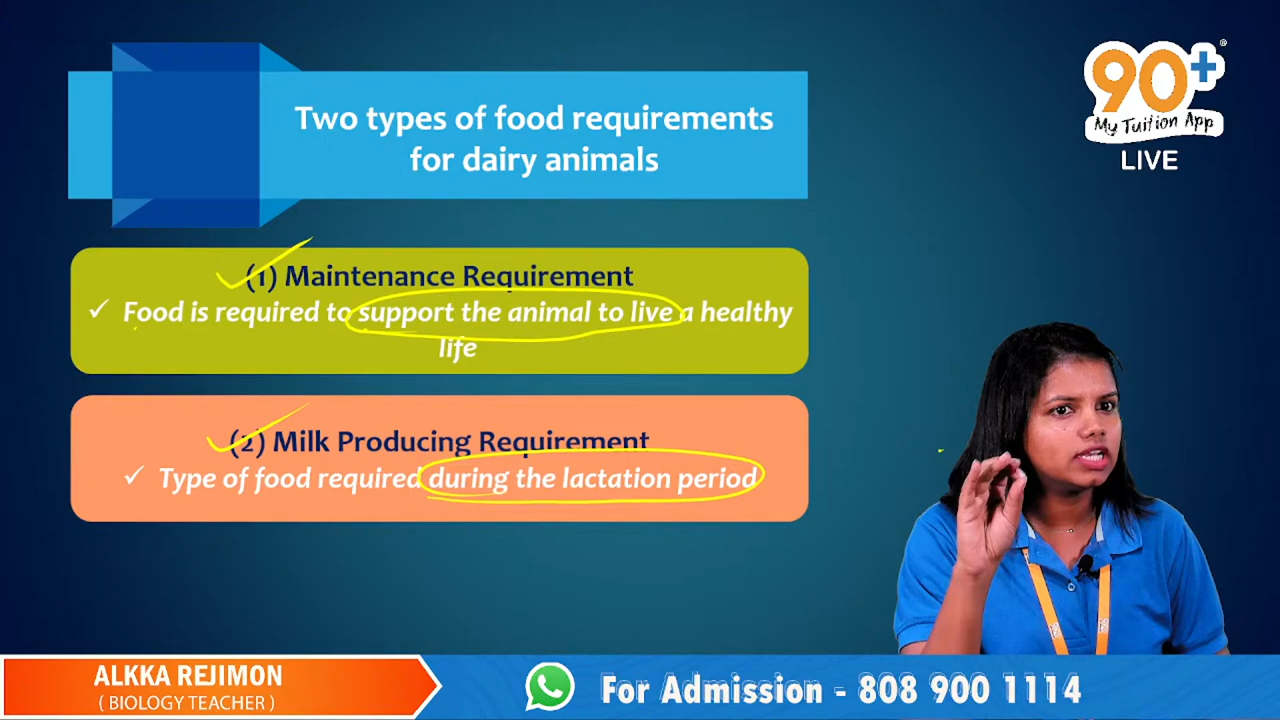 Two types of food requirements
for dairy animals
90+
®
My Tuition App
LIVE
(1) Maintenance Requirement
✓ Food is required to support the animal to live a healthy
life
(2) Milk Producing Requirement
✓ Type of food required during the lactation period
ALKKA REJIMON
( BIOLOGY TEACHER )
For Admission - 808 900 1114